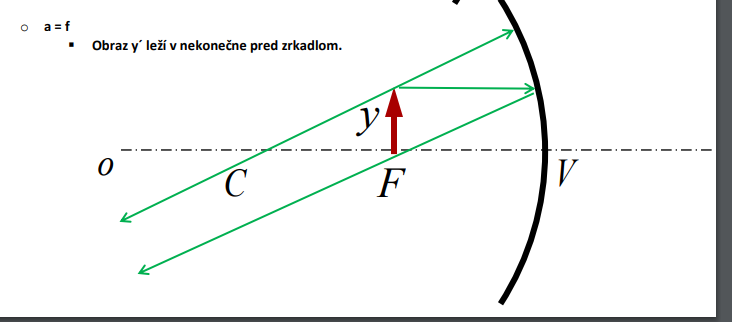 a = f
Obraz y´ leží v nekonečne pred zrkadlom.
y
o
C
F
V